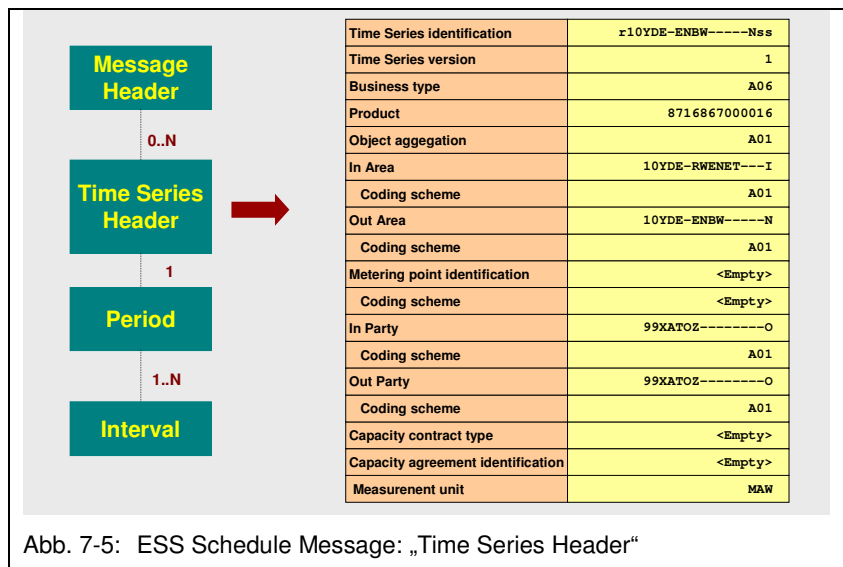 Message
Header
0..N
Time Series
Header
1
Period
1..N
Interval
Time Series identification r10YDE-ENBW-----Nss
Time Series version 1
Business type A06
Product 8716867000016
Object aggegation A01
In Area 10YDE-RWENET---I
Coding scheme A01
Out Area 10YDE-ENBW-----N
Coding scheme A01
Metering point identification <Empty>
Coding scheme <Empty>
In Party 99XATOZ--------O
Coding scheme A01
Out Party 99XATOZ--------O
Coding scheme A01
Capacity contract type <Empty>
Capacity agreement identification <Empty>
Measurenent unit MAW
Abb. 7-5: ESS Schedule Message: „Time Series Header“